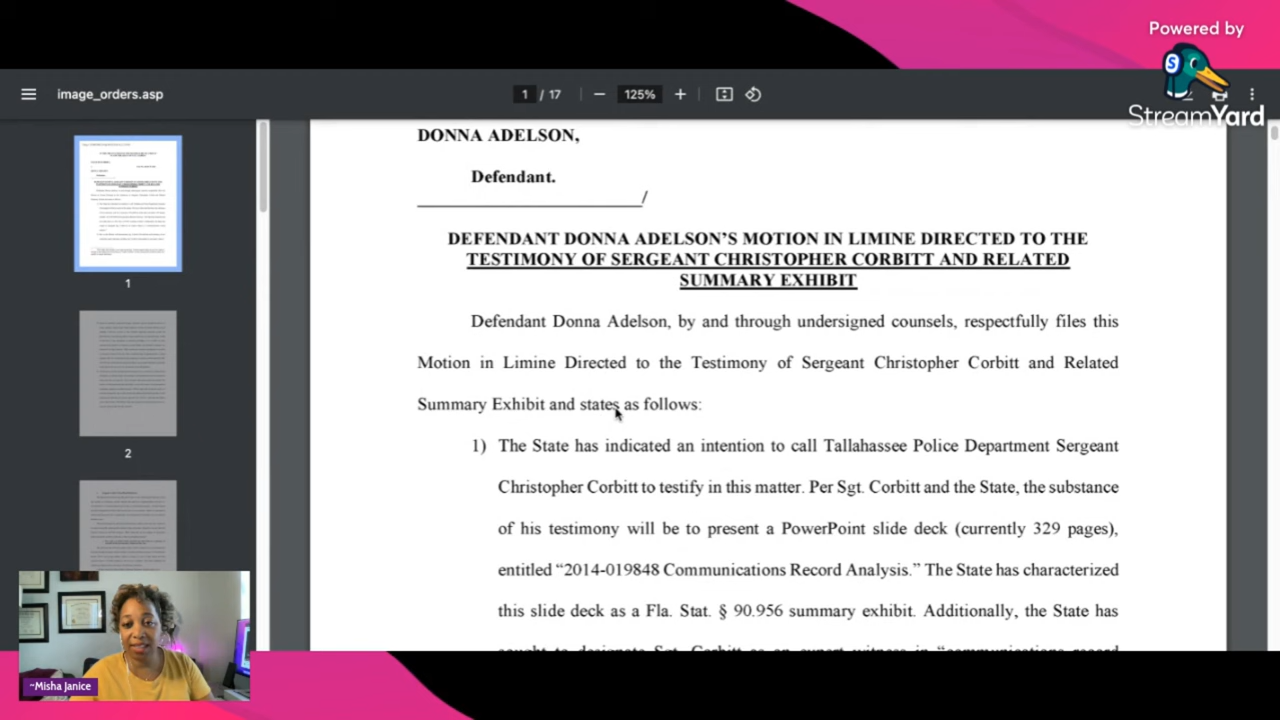 Powered by
StreamYard
image_orders.asp
1 / 17
125%
DONNA ADELSON,
Defendant.
/
DEFENDANT DONNA ADELSON'S MOTION IN LIMINE DIRECTED TO THE
TESTIMONY OF SERGEANT CHRISTOPHER CORBITT AND RELATED
SUMMARY EXHIBIT
Defendant Donna Adelson, by and through undersigned counsels, respectfully files this
Motion in Limine Directed to the Testimony of Sergeant Christopher Corbitt and Related
Summary Exhibit and states as follows:
1) The State has indicated an intention to call Tallahassee Police Department Sergeant
Christopher Corbitt to testify in this matter. Per Sgt. Corbitt and the State, the substance
of his testimony will be to present a PowerPoint slide deck (currently 329 pages),
entitled “2014-019848 Communications Record Analysis.” The State has characterized
this slide deck as a Fla. Stat. § 90.956 summary exhibit. Additionally, the State has
1
2
~Misha Janice